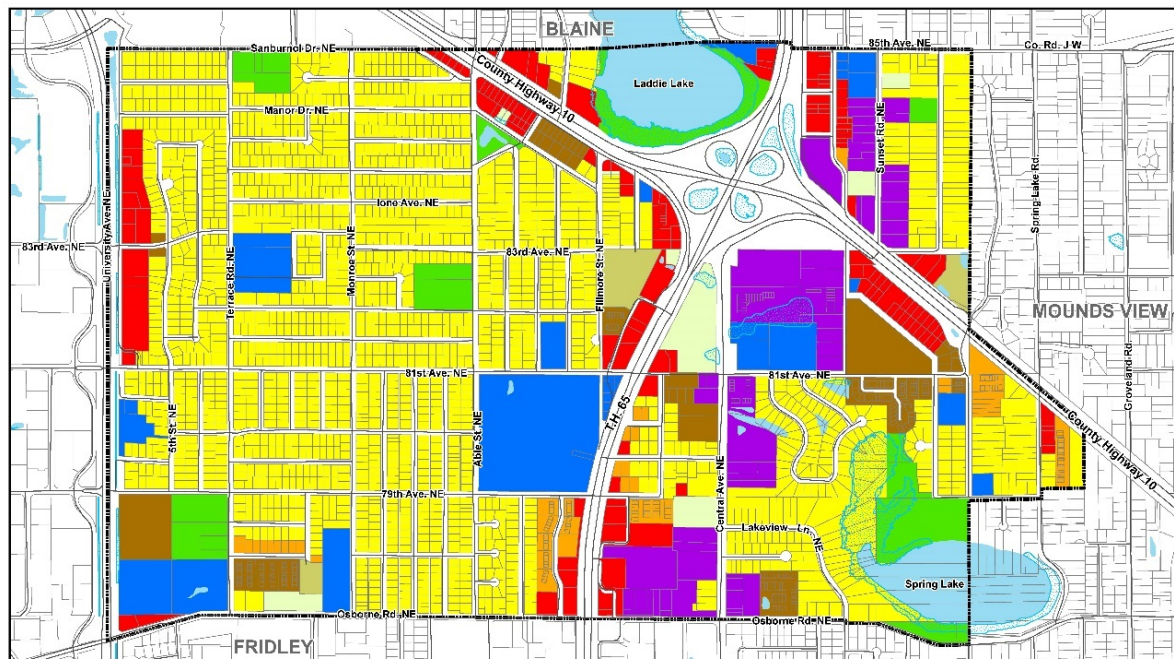 BLAINE
Sanburnol Dr. NE
85th Ave. NE
Co. Rd. J W
County Highway 10
Laddie Lake
Manor Dr. NE
Sunset Rd. NE
Spring Lake Rd.
University Ave. NE
Ione Ave. NE
83rd Ave. NE
83rd Ave. NE
Terrace Rd. NE
Monroe St. NE
Fillmore St. NE
MOUNDS VIEW
Groveland Rd.
81st Ave. NE
81st Ave. NE
T.H. 65
5th St. NE
Able St. NE
Central Ave. NE
County Highway 10
79th Ave. NE
Lakeview Ln. NE
Spring Lake
Osborne Rd. NE
Osborne Rd. NE
FRIDLEY